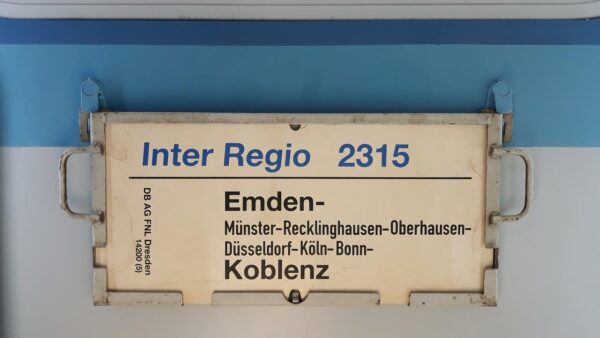 Inter Regio 2315
Emden-
Münster-Recklinghausen-Oberhausen-
Düsseldorf-Köln-Bonn-
Koblenz
DB AG FNL Dresden
14200 (S)